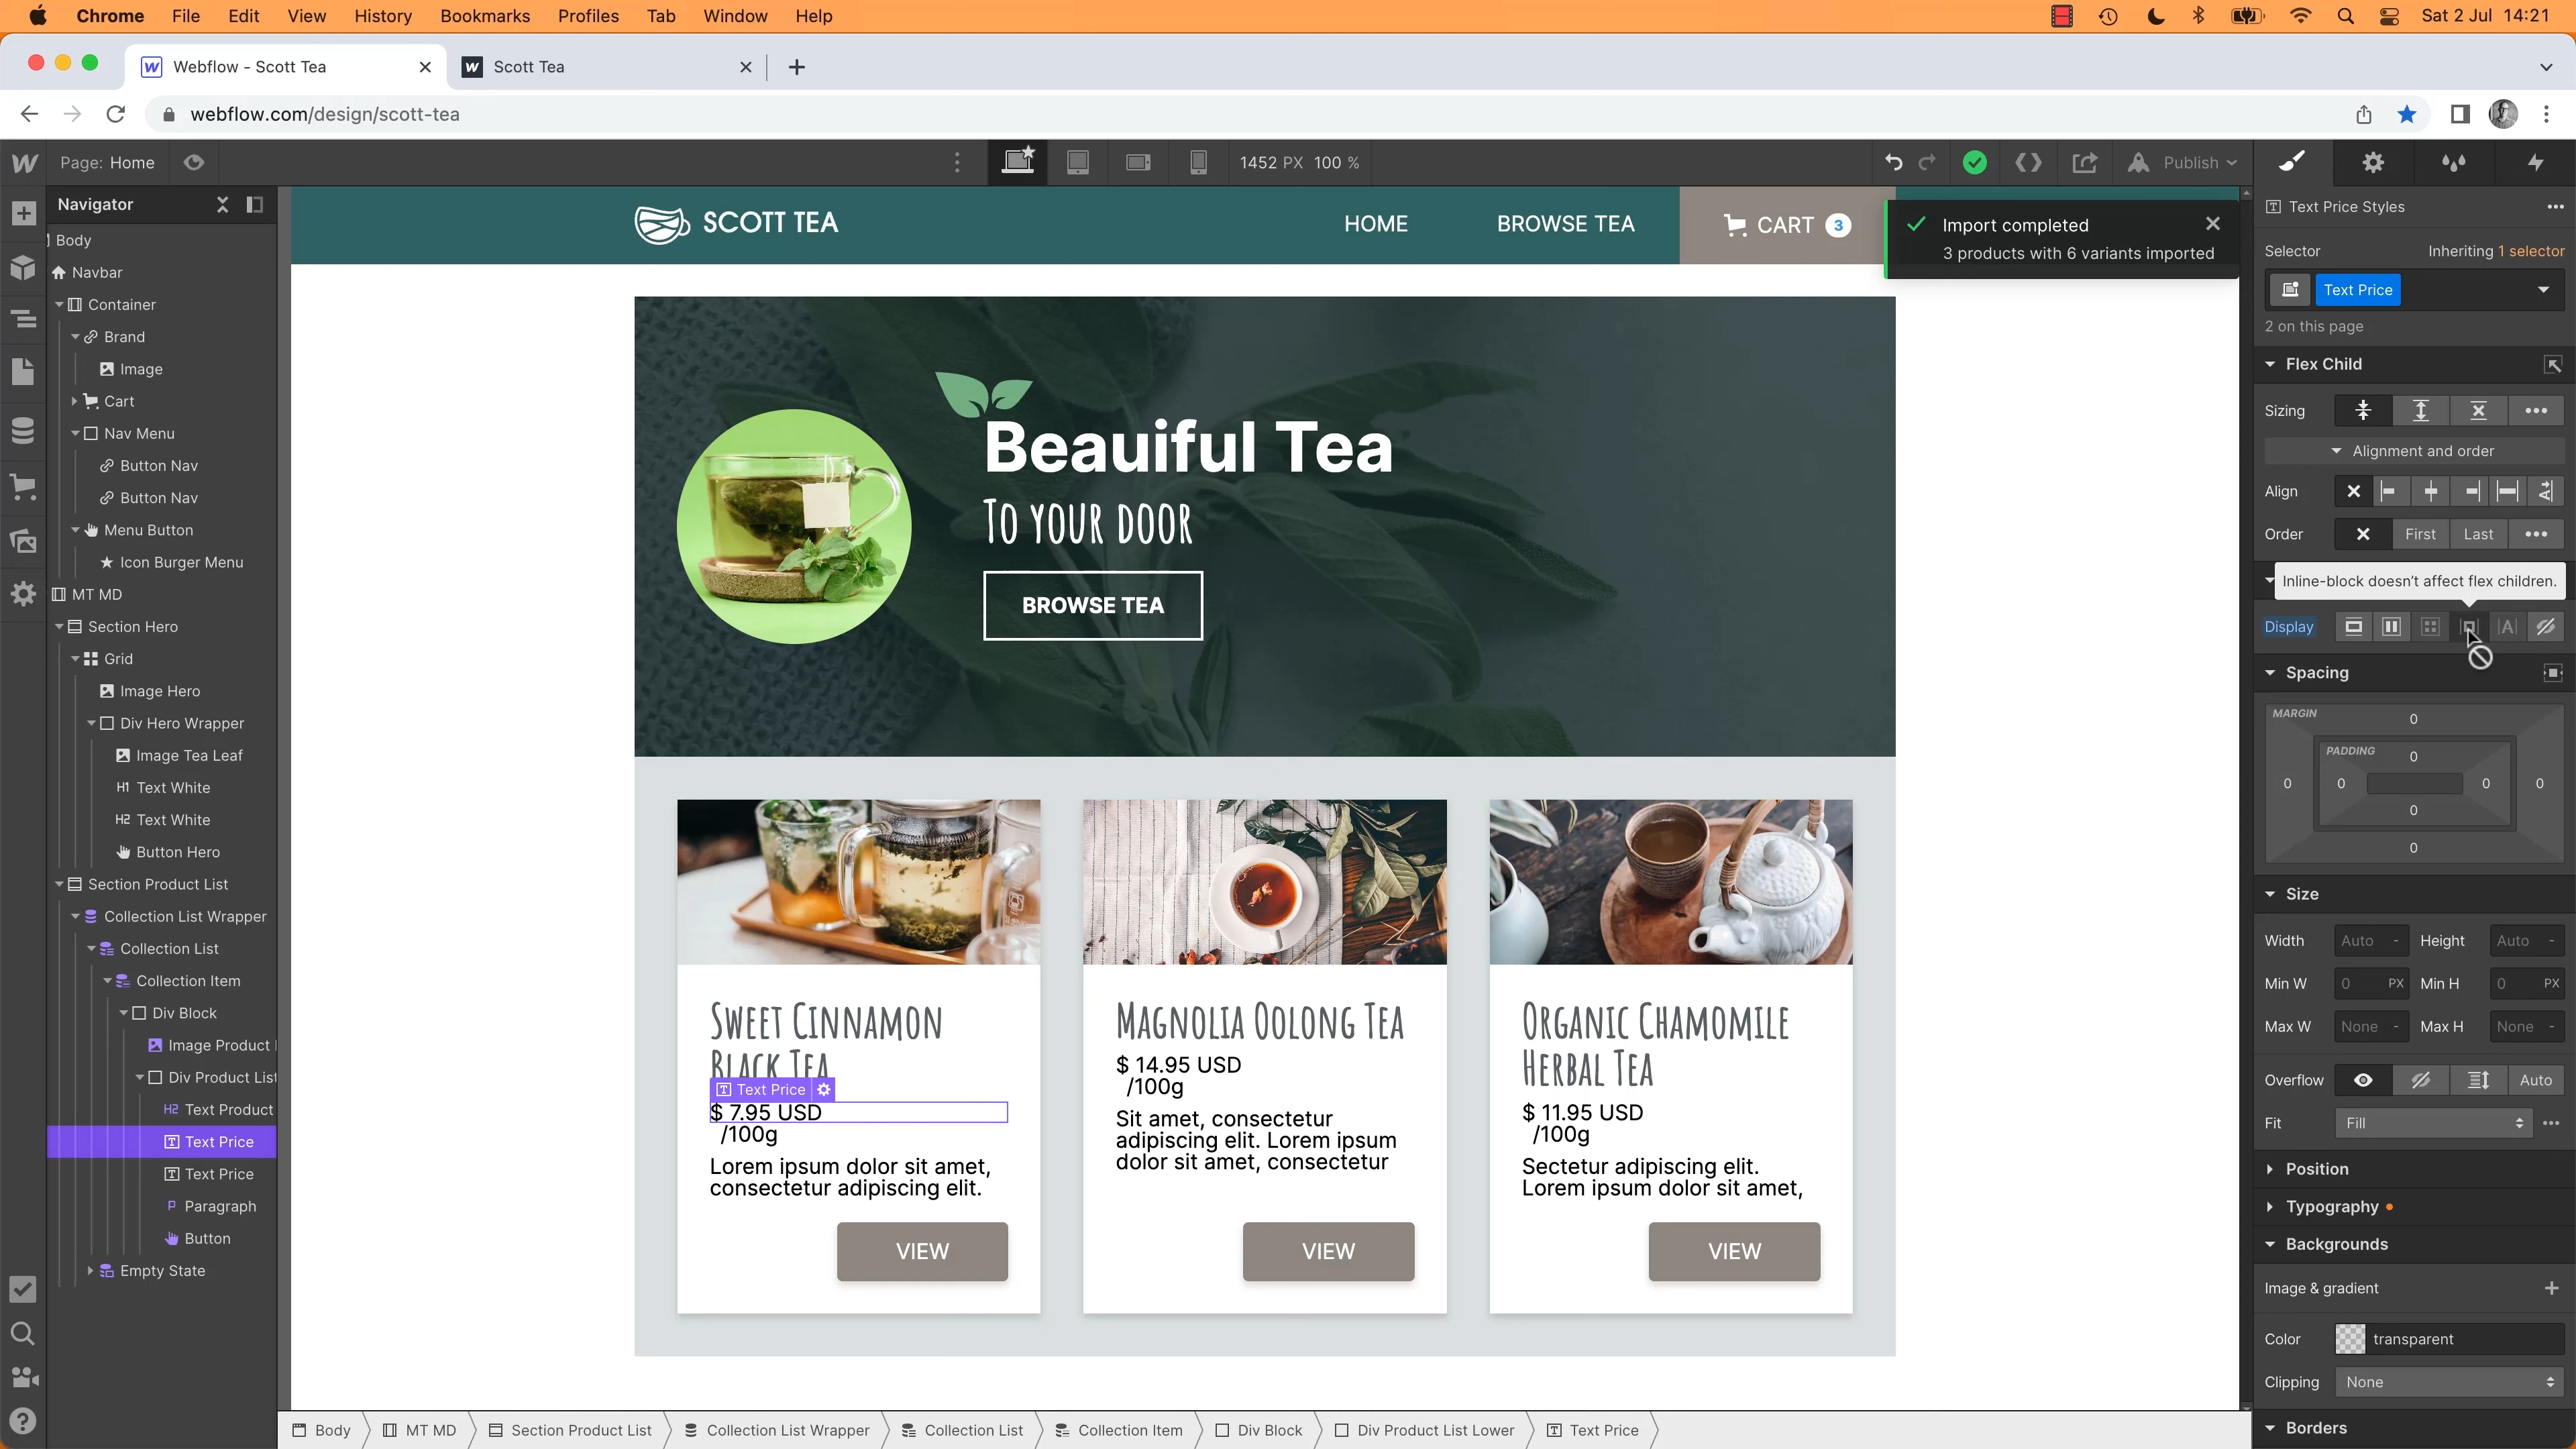 Chrome File Edit View History Bookmarks Profiles Tab Window Help Sat 2 Jul 14:21
Webflow - Scott Tea Scott Tea
webflow.com/design/scott-tea
Page: Home 1452 PX 100 % Publish
Navigator
Body
Navbar
Container
Brand
Image
Cart
Nav Menu
Button Nav
Button Nav
Menu Button
Icon Burger Menu
MT MD
Section Hero
Grid
Image Hero
Div Hero Wrapper
Image Tea Leaf
H1 Text White
H2 Text White
Button Hero
Section Product List
Collection List Wrapper
Collection List
Collection Item
Div Block
Image Product
Div Product List
H2 Text Product
Text Price
Text Price
P Paragraph
Button
Empty State
SCOTT TEA HOME BROWSE TEA CART 3
Import completed
3 products with 6 variants imported
Beauiful Tea
To your door
BROWSE TEA
Sweet Cinnamon
Black Tea
Text Price
$ 7.95 USD
/100g
Lorem ipsum dolor sit amet,
consectetur adipiscing elit.
VIEW
Magnolia Oolong Tea
$ 14.95 USD
/100g
Sit amet, consectetur
adipiscing elit. Lorem ipsum
dolor sit amet, consectetur
VIEW
Organic Chamomile
Herbal Tea
$ 11.95 USD
/100g
Sectetur adipiscing elit.
Lorem ipsum dolor sit amet,
VIEW
Text Price Styles
Selector Inheriting 1 selector
Text Price
2 on this page
Flex Child
Sizing
Alignment and order
Align
Order First Last
Inline-block doesn't affect flex children.
Display
Spacing
MARGIN
0
PADDING
0
0 0 0 0
0
0
Size
Width Auto - Height Auto -
Min W 0 PX Min H 0 PX
Max W None - Max H None -
Overflow Auto
Fit Fill
Position
Typography
Backgrounds
Image & gradient
Color transparent
Clipping None
Borders
Body MT MD Section Product List Collection List Wrapper Collection List Collection Item Div Block Div Product List Lower Text Price